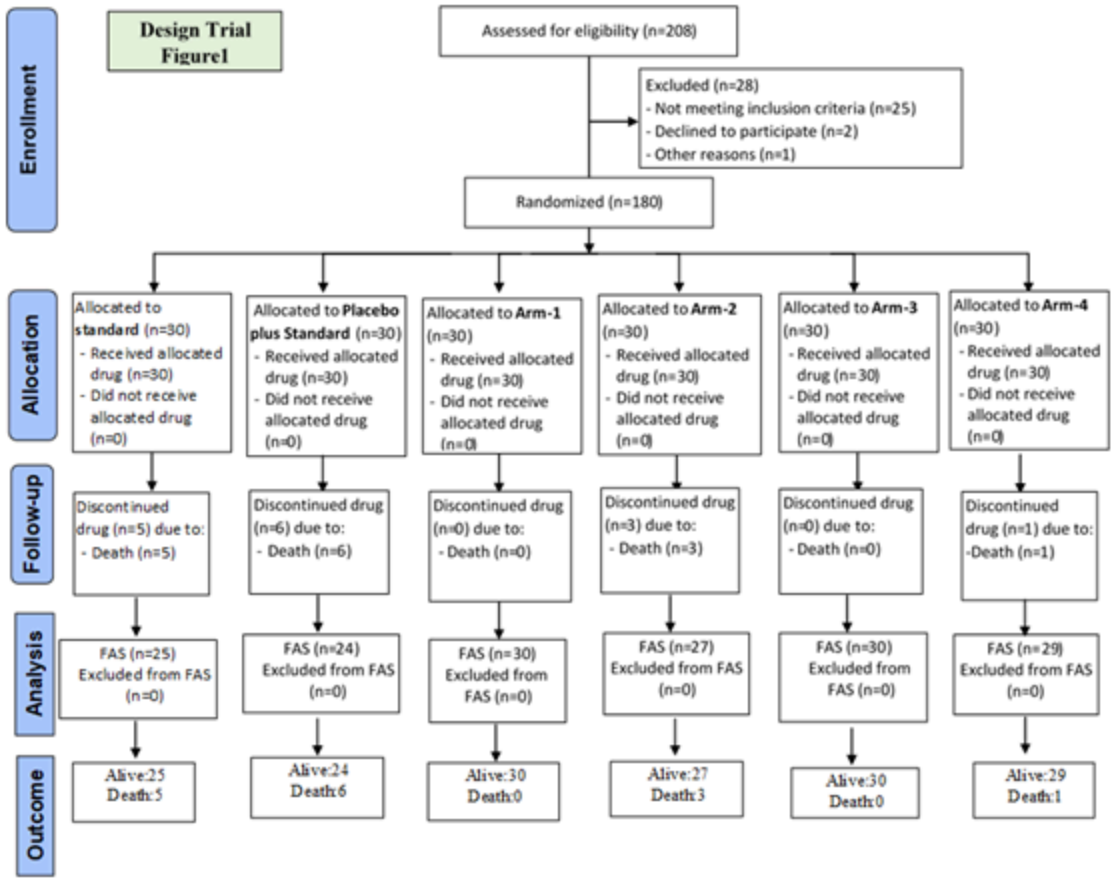 Design Trial
Figure1
Enrollment
Assessed for eligibility (n=208)
Excluded (n=28)
- Not meeting inclusion criteria (n=25)
- Declined to participate (n=2)
- Other reasons (n=1)
Randomized (n=180)
Allocation
Allocated to
standard (n=30)
- Received allocated
drug (n=30)
- Did not receive
allocated drug
(n=0)
Allocated to Placebo
plus Standard (n=30)
- Received allocated
drug (n=30)
- Did not receive
allocated drug
(n=0)
Allocated to Arm-1
(n=30)
- Received allocated
drug (n=30)
- Did not receive
allocated drug
(n=0)
Allocated to Arm-2
(n=30)
- Received allocated
drug (n=30)
- Did not receive
allocated drug
(n=0)
Allocated to Arm-3
(n=30)
- Received allocated
drug (n=30)
- Did not receive
allocated drug
(n=0)
Allocated to Arm-4
(n=30)
- Received allocated
drug (n=30)
- Did not receive
allocated drug
(n=0)
Follow-up
Discontinued
drug (n=5) due to:
- Death (n=5)
Discontinued drug
(n=6) due to:
- Death (n=6)
Discontinued drug
(n=0) due to:
- Death (n=0)
Discontinued drug
(n=3) due to:
- Death (n=3)
Discontinued drug
(n=0) due to:
- Death (n=0)
Discontinued
drug (n=1) due to:
-Death (n=1)
Analysis
FAS (n=25)
Excluded from FAS
(n=0)
FAS (n=24)
Excluded from FAS
(n=0)
FAS (n=30)
Excluded from
FAS (n=0)
FAS (n=27)
Excluded from FAS
(n=0)
FAS (n=30)
Excluded from
FAS (n=0)
FAS (n=29)
Excluded from FAS
(n=0)
Outcome
Alive:25
Death:5
Alive:24
Death:6
Alive:30
Death:0
Alive:27
Death:3
Alive:30
Death:0
Alive:29
Death:1